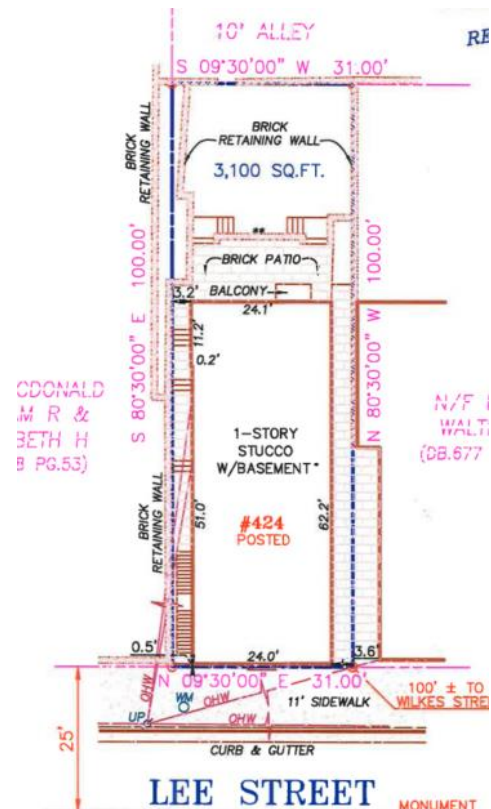 10' ALLEY
RE
S 09°30'00" W 31.00'
BRICK
RETAINING WALL
BRICK
RETAINING WALL
3,100 SQ.FT.
S 80°30'00" E 100.00'
N 80°30'00" W 100.00'
BRICK PATIO
BALCONY
3.2'
24.1'
11.2'
0.2'
CDONALD
M R &
BETH H
PG.53)
N/F
WALT
(DB.677
1-STORY
STUCCO
W/BASEMENT
#424
POSTED
51.0'
62.2'
BRICK
RETAINING WALL
0.5'
24.0'
3.6'
N 09°30'00" E 31.00'
OHW
WM
OHW
UP
OHW
11' SIDEWALK
100' ± TO
WILKES STRE
25'
CURB & GUTTER
LEE STREET
MONUMENT